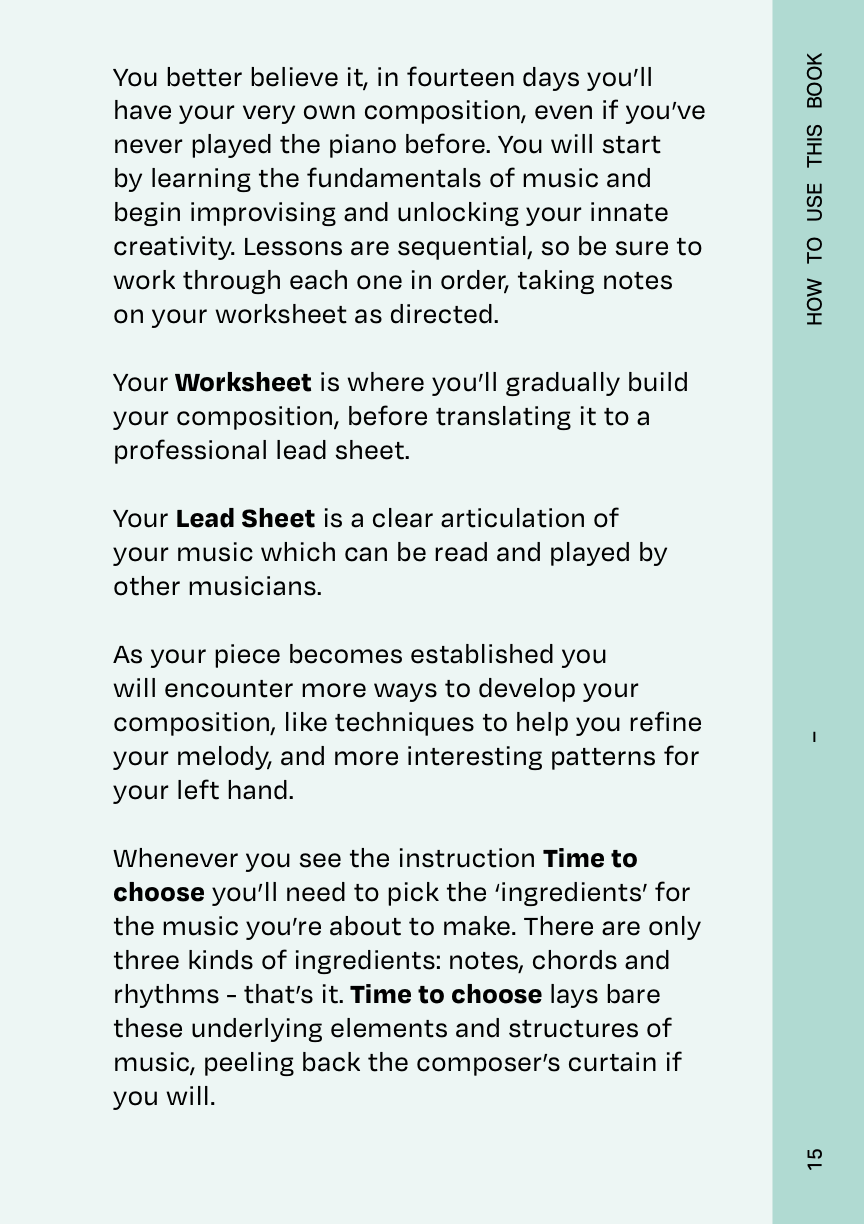 You better believe it, in fourteen days you’ll
have your very own composition, even if you’ve
never played the piano before. You will start
by learning the fundamentals of music and
begin improvising and unlocking your innate
creativity. Lessons are sequential, so be sure to
work through each one in order, taking notes
on your worksheet as directed.
Your Worksheet is where you’ll gradually build
your composition, before translating it to a
professional lead sheet.
Your Lead Sheet is a clear articulation of
your music which can be read and played by
other musicians.
As your piece becomes established you
will encounter more ways to develop your
composition, like techniques to help you refine
your melody, and more interesting patterns for
your left hand.
Whenever you see the instruction Time to
choose you’ll need to pick the ‘ingredients’ for
the music you’re about to make. There are only
three kinds of ingredients: notes, chords and
rhythms - that’s it. Time to choose lays bare
these underlying elements and structures of
music, peeling back the composer’s curtain if
you will.
HOW TO USE THIS BOOK
-
15